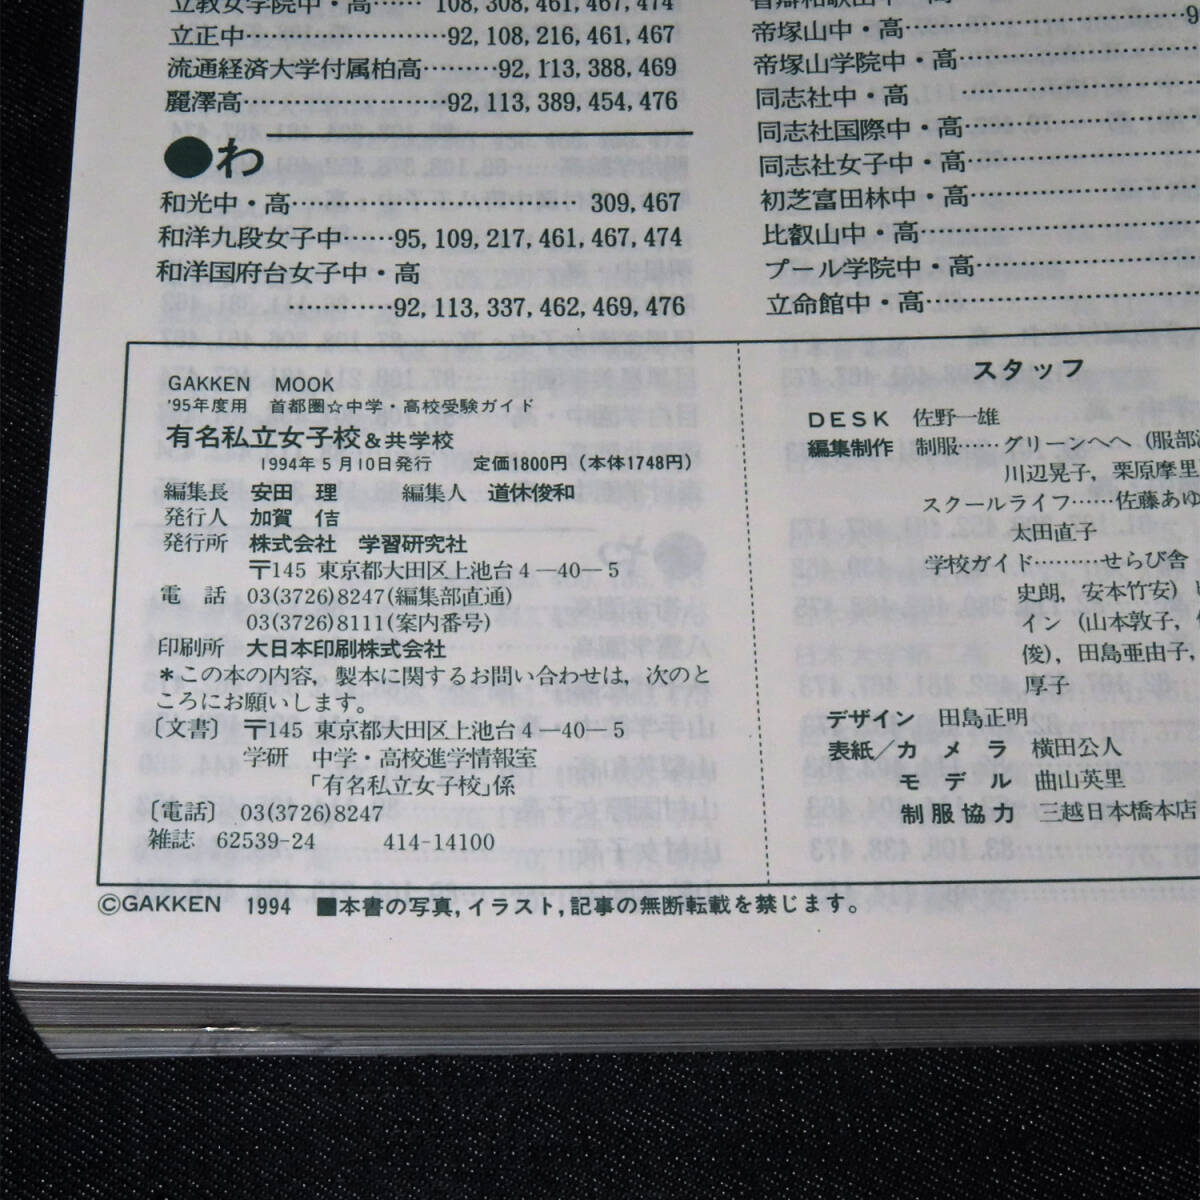 立教女学院中・高……108,308,461,467,474
立正中………………92,108,216,461,467
流通経済大学付属柏高………92,113,388,469
麗澤高………………92,113,389,454,476
●わ
和光中・高………………………309,467
和洋九段女子中……95,109,217,461,467,474
和洋国府台女子中・高
………………92,113,337,462,469,476
帝塚山中・高
帝塚山学院中・高
同志社中・高
同志社国際中・高
同志社女子中・高
初芝富田林中・高
比叡山中・高
プール学院中・高
立命館中・高
GAKKEN MOOK
'95年度用 首都圏☆中学・高校受験ガイド
有名私立女子校&共学校
1994年5月10日発行 定価1800円(本体1748円)
編集長 安田 理 編集人 道休俊和
発行人 加賀 佶
発行所 株式会社 学習研究社
〒145 東京都大田区上池台4―40―5
電 話 03(3726)8247(編集部直通)
03(3726)8111(案内番号)
印刷所 大日本印刷株式会社
*この本の内容,製本に関するお問い合わせは,次のと
ころにお願いします。
〔文書〕 〒145 東京都大田区上池台4―40―5
学研 中学・高校進学情報室
「有名私立女子校」係
〔電話〕 03(3726)8247
雑誌 62539-24 414-14100
スタッフ
DESK 佐野一雄
編集制作 制服……グリーンへへ(服部
川辺晃子,栗原摩里
スクールライフ……佐藤あゆ
太田直子
学校ガイド………せらび舎
史朗,安本竹安)
イン(山本敦子,
俊),田島亜由子,
厚子
デザイン 田島正明
表紙/カメラ 横田公人
モデル 曲山英里
制服協力 三越日本橋本店
©GAKKEN 1994 ■本書の写真,イラスト,記事の無断転載を禁じます。